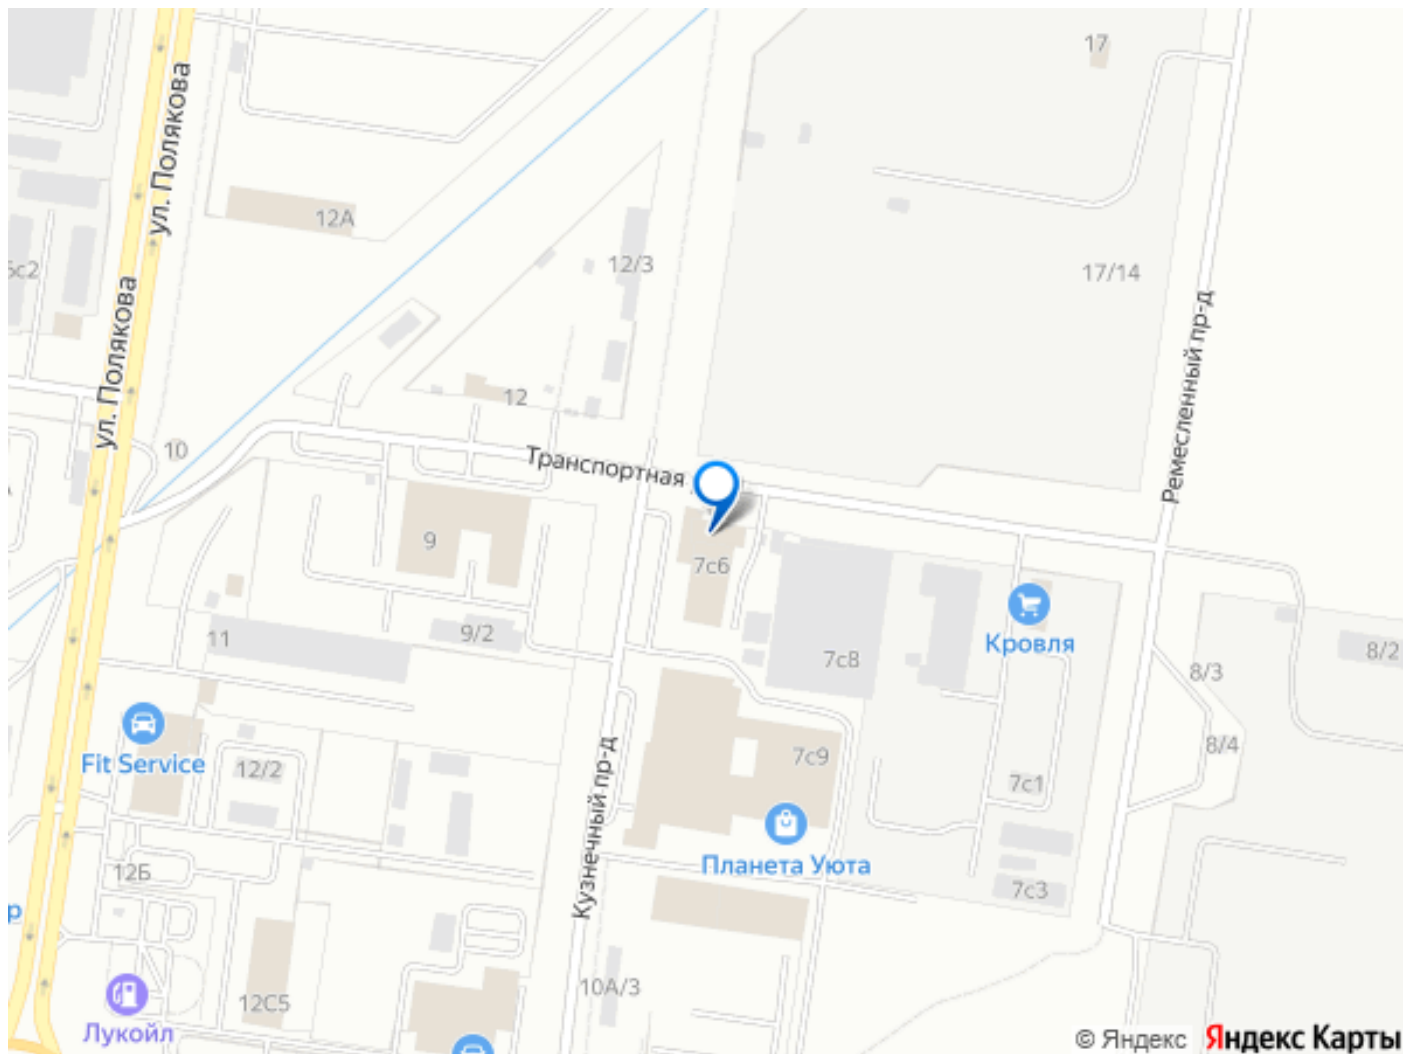 17
ул. Полякова
12А
12/3
6с2
17/14
ул. Полякова
Ремесленный пр-д
12
10
Транспортная
9
7с6
9/2
11
Кровля
7с8
8/2
8/3
8/4
Fit Service
12/2
Кузнечный пр-д
7с9
7с1
Планета Уюта
12Б
7с3
р
10А/3
12С5
Лукойл
© Яндекс Яндекс Карты